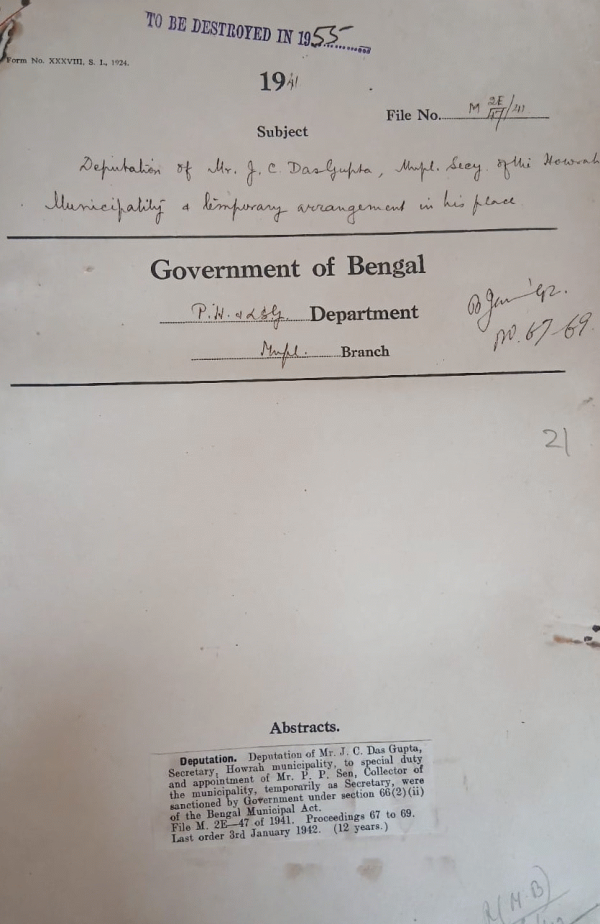 TO BE DESTROYED IN 1955
Form No. XXXVIII, S. I., 1924.
1941
File No. M 2E/47/41
Subject
Deputation of Mr. J. C. DasGupta, Mupl. Secy. of the Howrah
Municipality & temporary arrangement in his place
Government of Bengal
P.W. & L.S.G. Department
Mupl. Branch
B Jan '42.
no. 67-69.
21
Abstracts.
Deputation. Deputation of Mr. J. C. Das Gupta,
Secretary, Howrah municipality, to special duty
and appointment of Mr. P. P. Sen, Collector of
the municipality, temporarily as Secretary, were
sanctioned by Government under section 66(2)(ii)
of the Bengal Municipal Act.
File M. 2E—47 of 1941. Proceedings 67 to 69.
Last order 3rd January 1942. (12 years.)
(M.B)